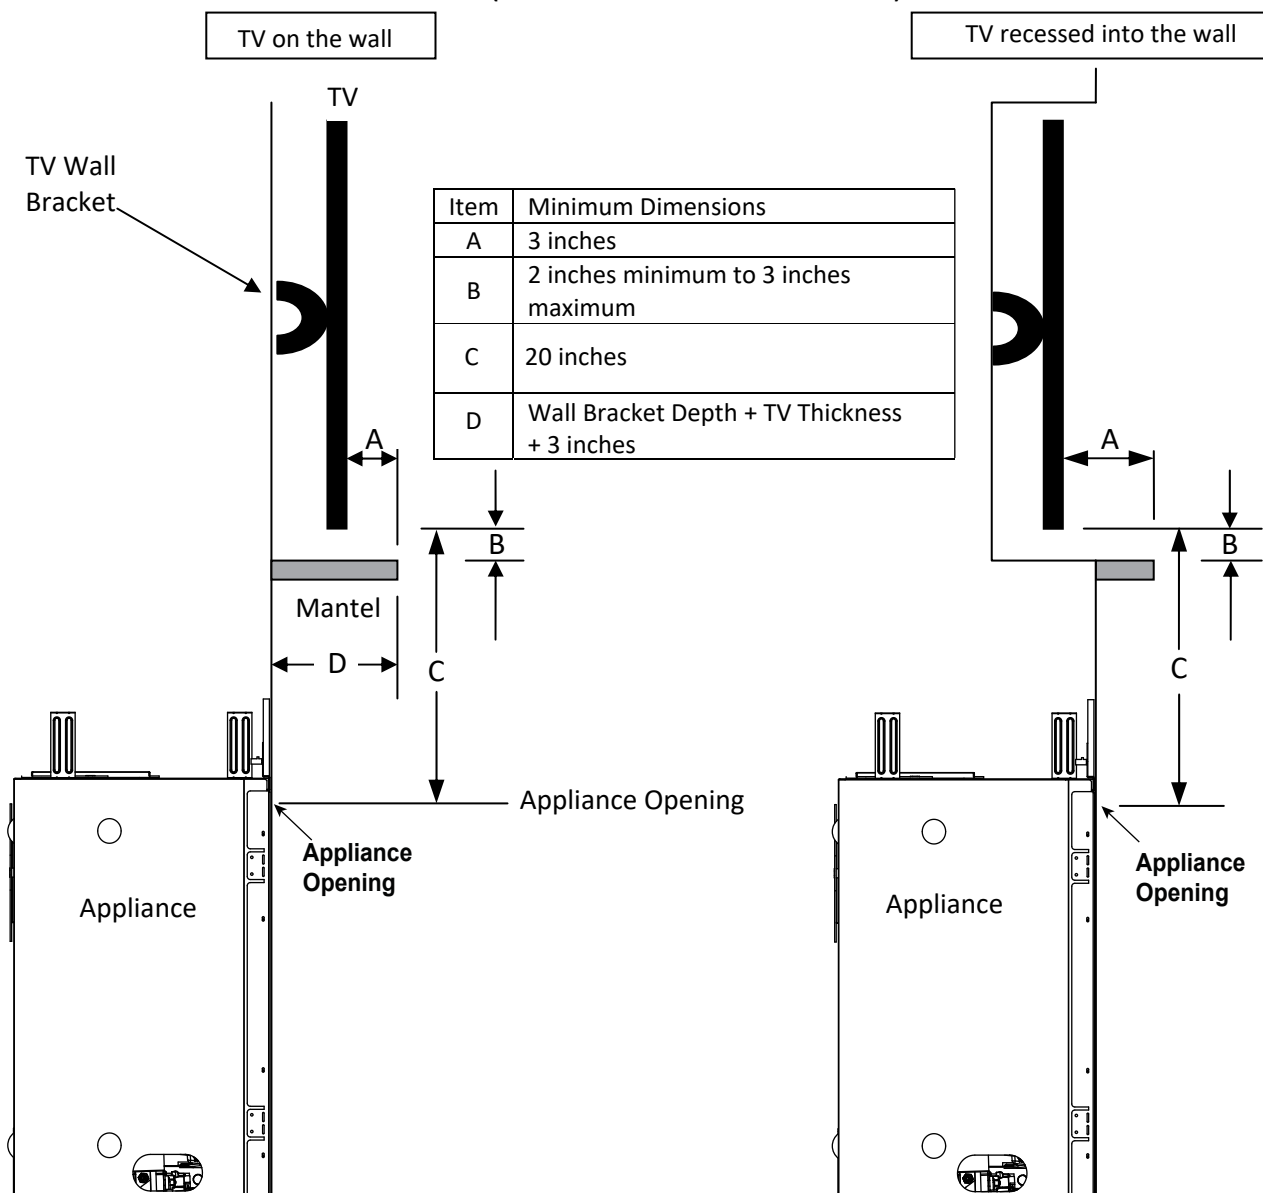 TV on the wall
TV recessed into the wall
TV
TV Wall
Bracket
Item Minimum Dimensions
A 3 inches
B 2 inches minimum to 3 inches
maximum
C 20 inches
D Wall Bracket Depth + TV Thickness
+ 3 inches
A
A
B
B
Mantel
D
C
C
Appliance Opening
Appliance
Opening
Appliance
Opening
Appliance
Appliance